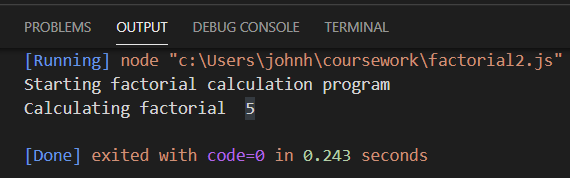 PROBLEMS OUTPUT DEBUG CONSOLE TERMINAL
[Running] node "c:\Users\johnh\coursework\factorial2.js"
Starting factorial calculation program
Calculating factorial  5
[Done] exited with code=0 in 0.243 seconds